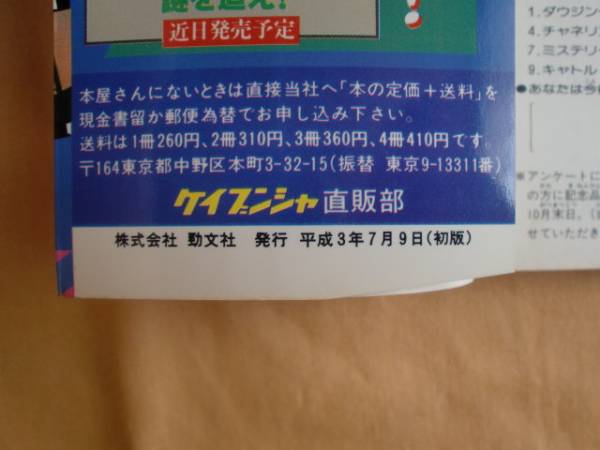 謎を追え!
近日発売予定
!
本屋さんにないときは直接当社へ「本の定価+送料」を
現金書留か郵便為替でお申し込み下さい。
送料は1冊260円、2冊310円、3冊360円、4冊410円です。
〒164東京都中野区本町3-32-15(振替 東京9-13311番)
ケイブンシャ直販部
株式会社 勁文社 発行 平成3年7月9日(初版)
1.ダウジン
4.チャネリ
7.ミステリ
9.キャトル
●あなたは今
※アンケートに
の方に記念品
10月末日。(
せていただき